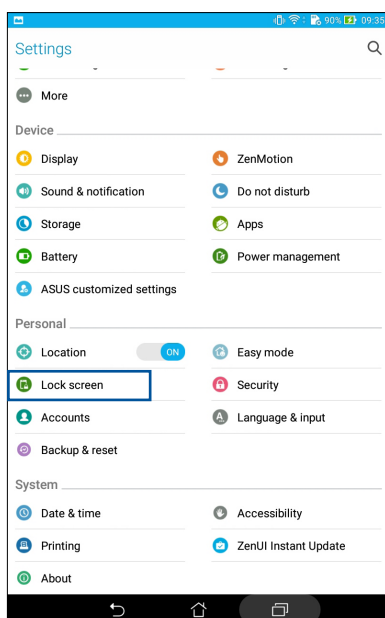 90% 09:35
Settings
More
Device
Display
ZenMotion
Sound & notification
Do not disturb
Storage
Apps
Battery
Power management
ASUS customized settings
Personal
Location ON
Easy mode
Lock screen
Security
Accounts
Language & input
Backup & reset
System
Date & time
Accessibility
Printing
ZenUI Instant Update
About